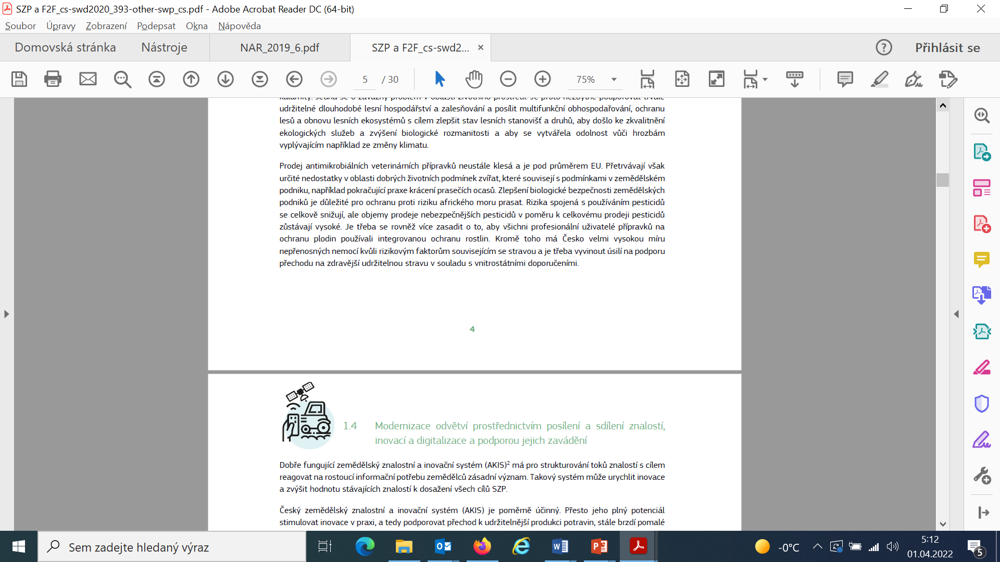 SZP a F2F_cs-swd2020_393-other-swp_cs.pdf - Adobe Acrobat Reader DC (64-bit)
Soubor Úpravy Zobrazení Podepsat Okna Nápověda
Domovská stránka Nástroje NAR_2019_6.pdf SZP a F2F_cs-swd2... Přihlásit se
5 / 30 75%
kalamity. Jedná se o závažný problém v oblasti životního prostředí. Je proto nezbytné podporovat trvale
udržitelné dlouhodobé lesní hospodářství a zalesňování a posílit multifunkční obhospodařování, ochranu
lesů a obnovu lesních ekosystémů s cílem zlepšit stav lesních stanovišť a druhů, aby došlo ke zkvalitnění
ekologických služeb a zvýšení biologické rozmanitosti a aby se vytvářela odolnost vůči hrozbám
vyplývajícím například ze změny klimatu.
Prodej antimikrobiálních veterinárních přípravků neustále klesá a je pod průměrem EU. Přetrvávají však
určité nedostatky v oblasti dobrých životních podmínek zvířat, které souvisejí s podmínkami v zemědělském
podniku, například pokračující praxe krácení prasečích ocasů. Zlepšení biologické bezpečnosti zemědělských
podniků je důležité pro ochranu proti riziku afrického moru prasat. Rizika spojená s používáním pesticidů
se celkově snižují, ale objemy prodeje nebezpečnějších pesticidů v poměru k celkovému prodeji pesticidů
zůstávají vysoké. Je třeba se rovněž více zasadit o to, aby všichni profesionální uživatelé přípravků na
ochranu plodin používali integrovanou ochranu rostlin. Kromě toho má Česko velmi vysokou míru
nepřenosných nemocí kvůli rizikovým faktorům souvisejícím se stravou a je třeba vyvinout úsilí na podporu
přechodu na zdravější udržitelnou stravu v souladu s vnitrostátními doporučeními.
4
1.4 Modernizace odvětví prostřednictvím posílení a sdílení znalostí,
inovací a digitalizace a podporou jejich zavádění
Dobře fungující zemědělský znalostní a inovační systém (AKIS)² má pro strukturování toků znalostí s cílem
reagovat na rostoucí informační potřebu zemědělců zásadní význam. Takový systém může urychlit inovace
a zvýšit hodnotu stávajících znalostí k dosažení všech cílů SZP.
Český zemědělský znalostní a inovační systém (AKIS) je poměrně účinný. Přesto jeho plný potenciál
stimulovat inovace v praxi, a tedy podporovat přechod k udržitelnější produkci potravin, stále brzdí pomalé
Sem zadejte hledaný výraz
-0°C
5:12
01.04.2022
5